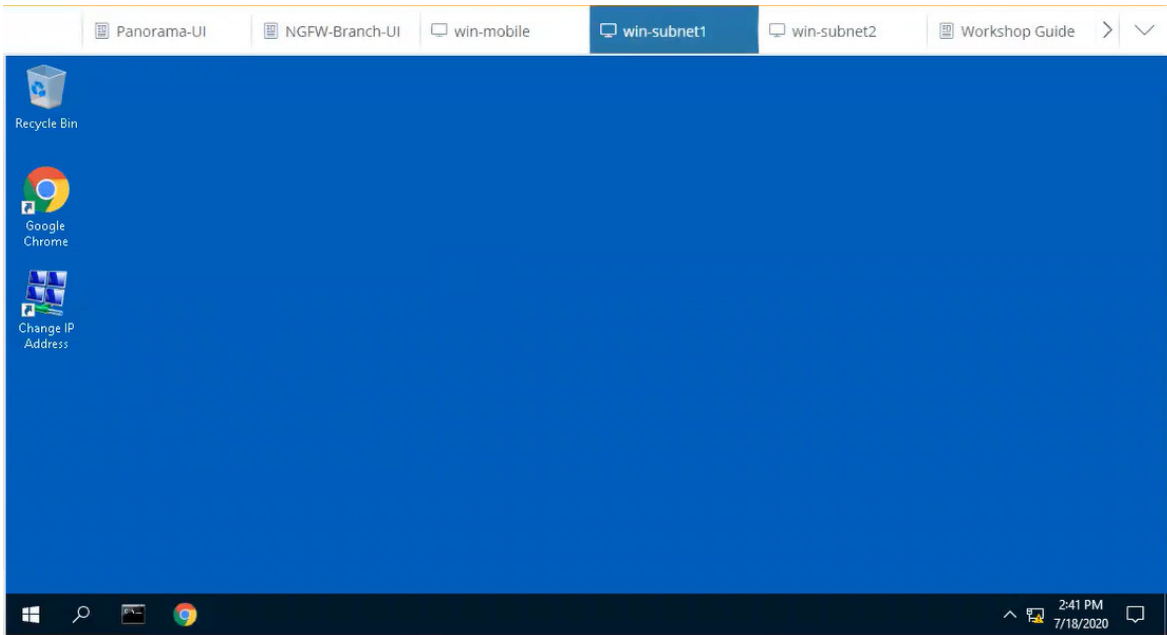 Panorama-UI NGFW-Branch-UI win-mobile win-subnet1 win-subnet2 Workshop Guide
Recycle Bin
Google
Chrome
Change IP
Address
2:41 PM
7/18/2020